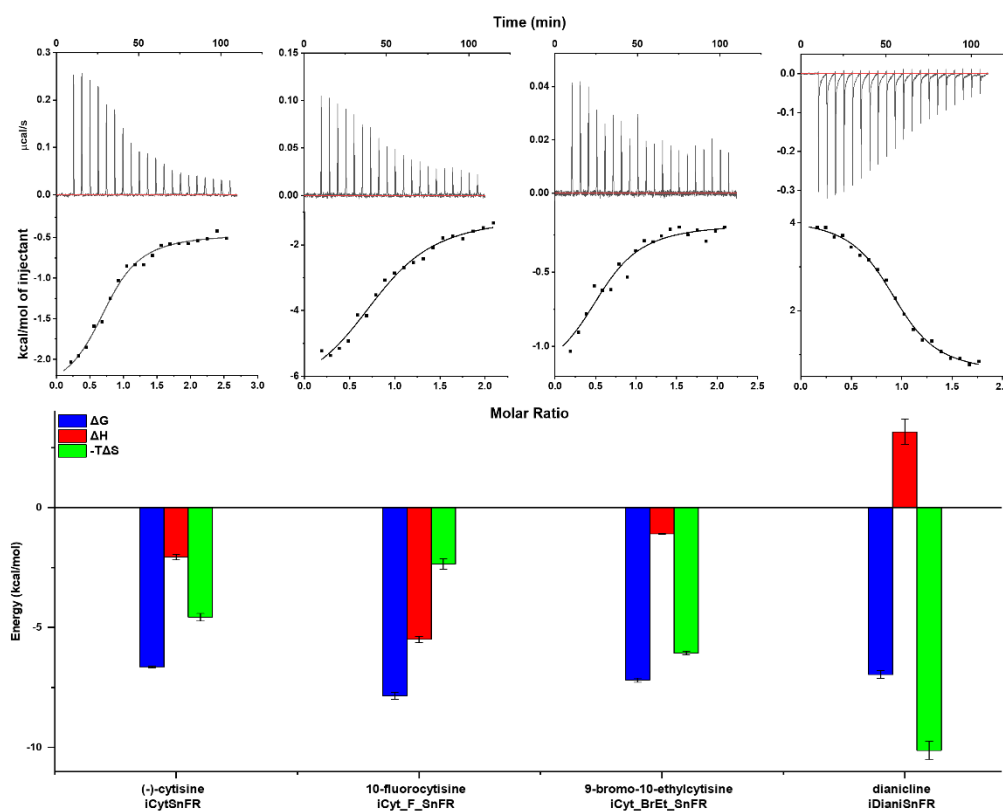 Time (min)
0 50 100
0 50 100
0 50 100
0 50 100
0.3
0.2
0.1
0.0
0.15
0.10
0.05
0.00
0.04
0.02
0.00
0.0
-0.1
-0.2
-0.3
µcal/s
kcal/mol of injectant
-0.5
-1.0
-1.5
-2.0
-2
-4
-6
-0.5
-1.0
4
2
0.0 0.5 1.0 1.5 2.0 2.5 3.0
0.0 0.5 1.0 1.5 2.0
0.0 0.5 1.0 1.5 2.0
0.0 0.5 1.0 1.5 2.0
Molar Ratio
ΔG
ΔH
-TΔS
Energy (kcal/mol)
0
-5
-10
(-)-cytisine
iCytSnFR
10-fluorocytisine
iCyt_F_SnFR
9-bromo-10-ethylcytisine
iCyt_BrEt_SnFR
dianicline
iDianiSnFR